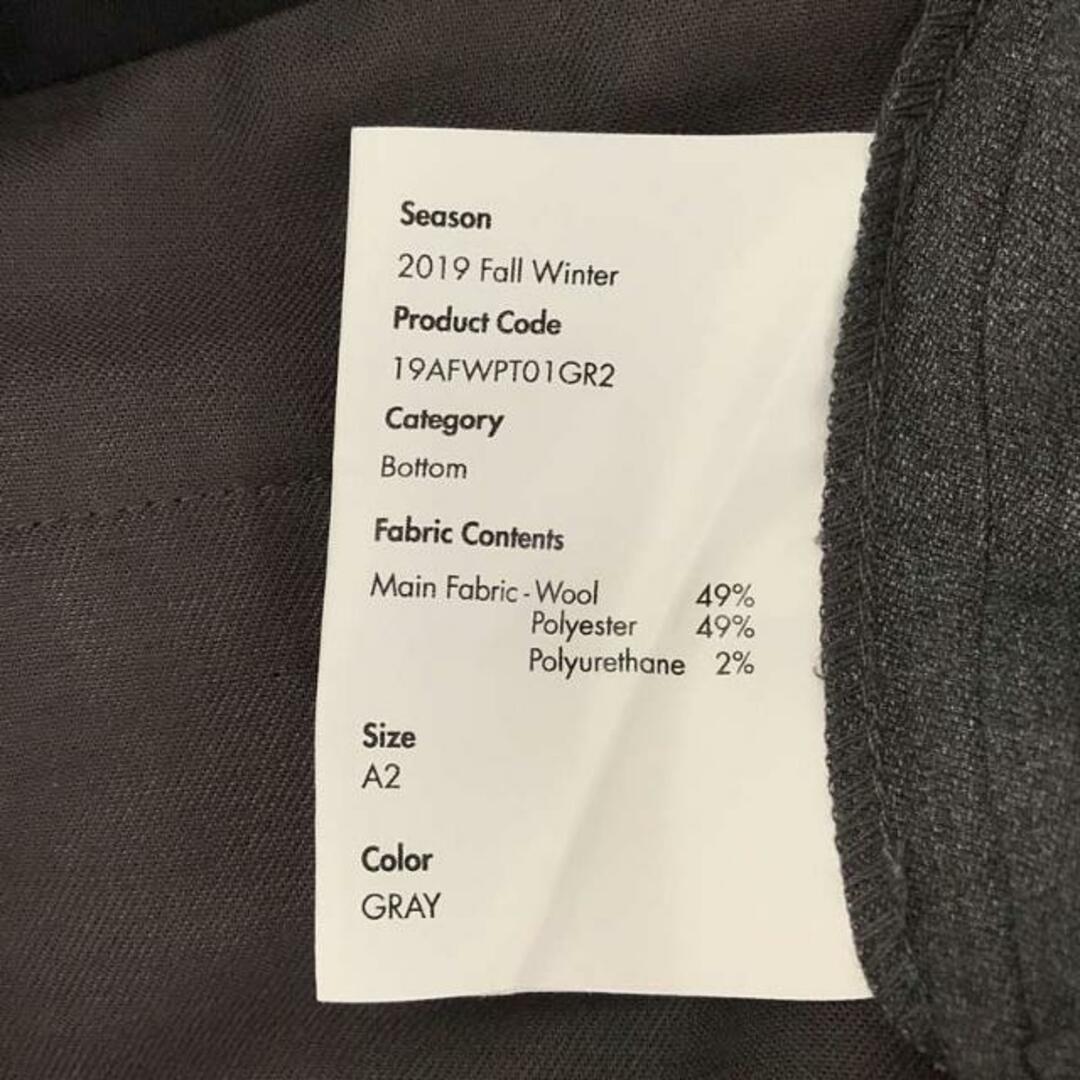 Season
2019 Fall Winter
Product Code
19AFWPT01GR2
Category
Bottom
Fabric Contents
Main Fabric - Wool 49%
Polyester 49%
Polyurethane 2%
Size
A2
Color
GRAY